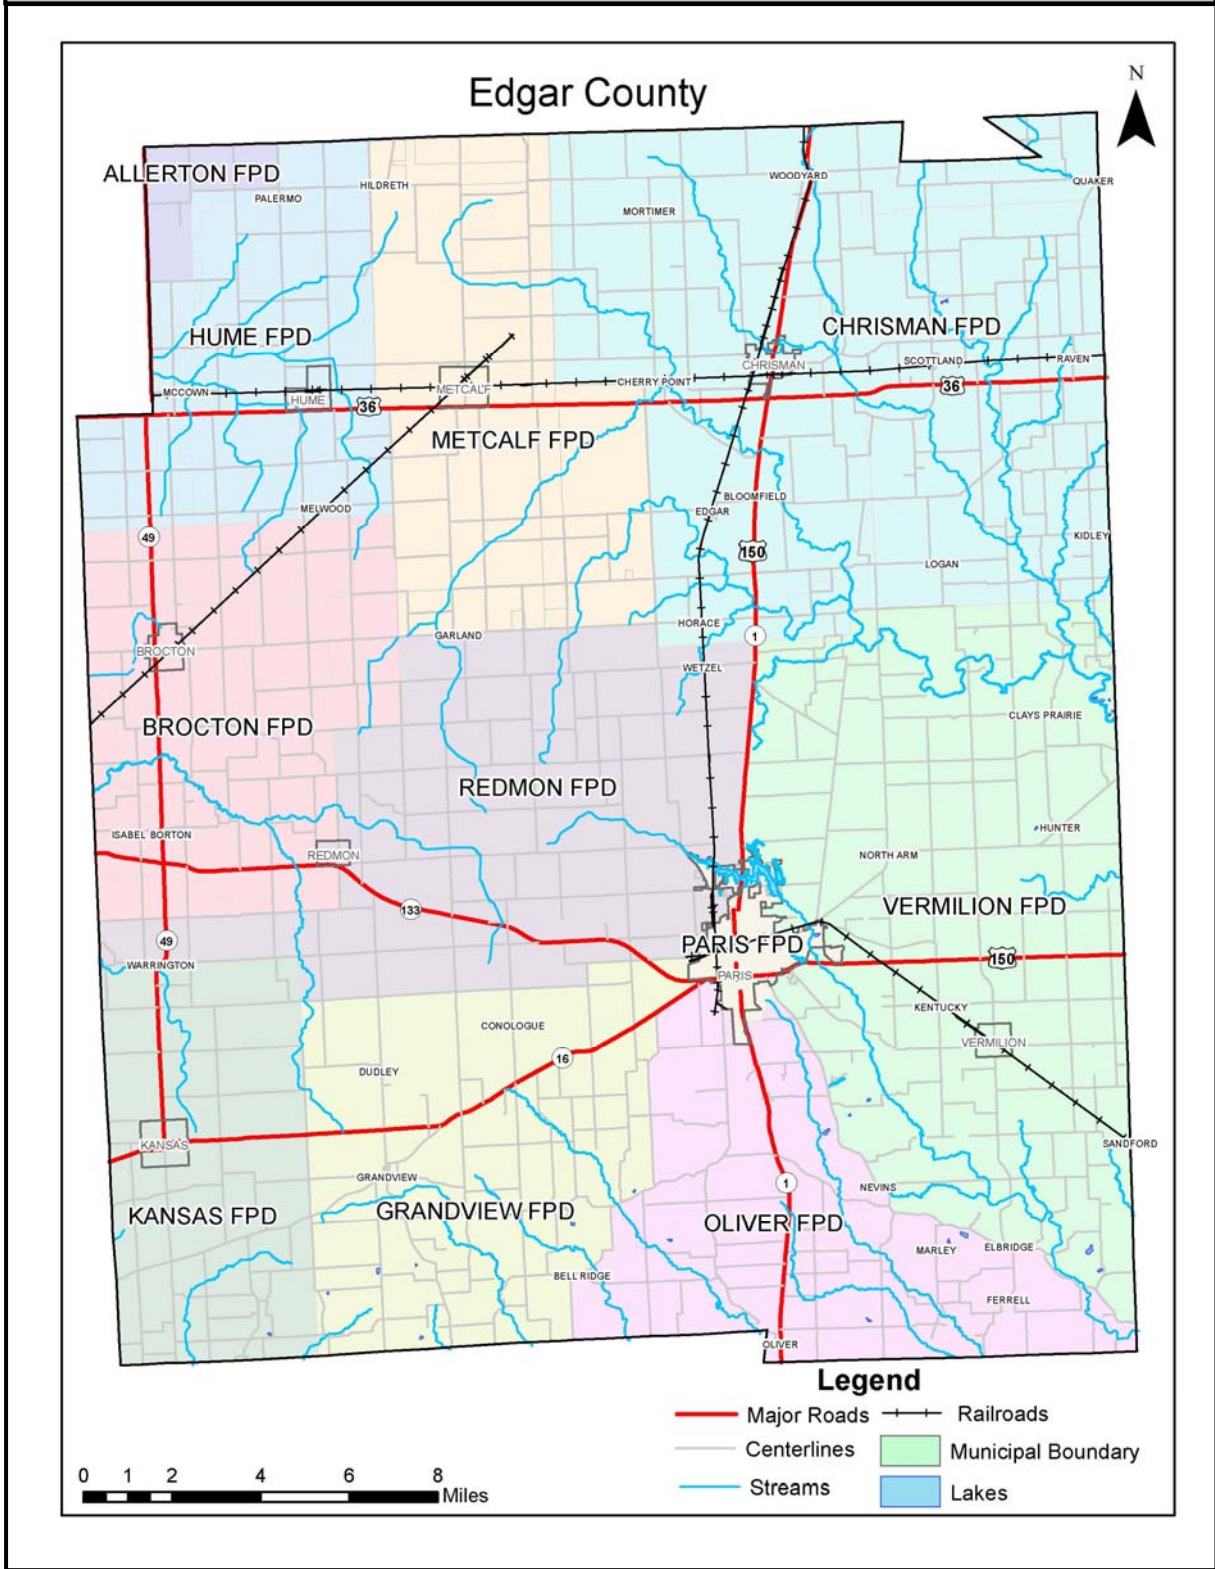 Edgar County
N
ALLERTON FPD
PALERMO
HILDRETH
MORTIMER
WOODYARD
QUAKER
HUME FPD
CHRISMAN FPD
CHRISMAN
SCOTTLAND
RAVEN
MCCOWN
HUME
METCALF
CHERRY POINT
36
36
METCALF FPD
MELWOOD
BLOOMFIELD
EDGAR
49
150
KIDLEY
LOGAN
BROCTON
GARLAND
HORACE
1
WETZEL
BROCTON FPD
CLAYS PRAIRIE
REDMON FPD
ISABEL BORTON
REDMON
HUNTER
NORTH ARM
133
VERMILION FPD
49
PARIS FPD
WARRINGTON
PARIS
150
CONOLOGUE
KENTUCKY
VERMILION
16
DUDLEY
KANSAS
SANDFORD
GRANDVIEW
1
NEVINS
KANSAS FPD
GRANDVIEW FPD
OLIVER FPD
MARLEY
ELBRIDGE
BELL RIDGE
FERRELL
OLIVER
Legend
Major Roads
Railroads
Centerlines
Municipal Boundary
Streams
Lakes
0 1 2 4 6 8
Miles